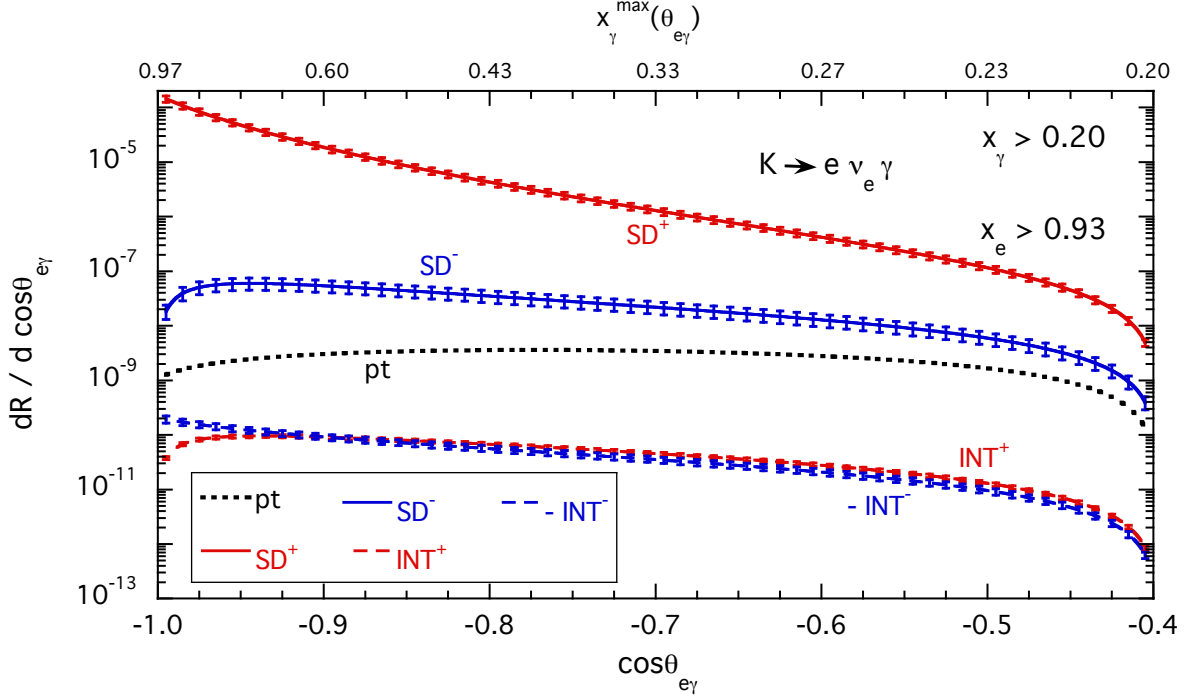 x_γ^max(θ_eγ)
0.97 0.60 0.43 0.33 0.27 0.23 0.20
x_γ > 0.20
K → e ν_e γ
x_e > 0.93
SD⁺
SD⁻
pt
INT⁺
- INT⁻
10⁻⁵
10⁻⁷
10⁻⁹
10⁻¹¹
10⁻¹³
dR / d cosθ_eγ
pt SD⁻ - INT⁻
SD⁺ INT⁺
-1.0 -0.9 -0.8 -0.7 -0.6 -0.5 -0.4
cosθ_eγ